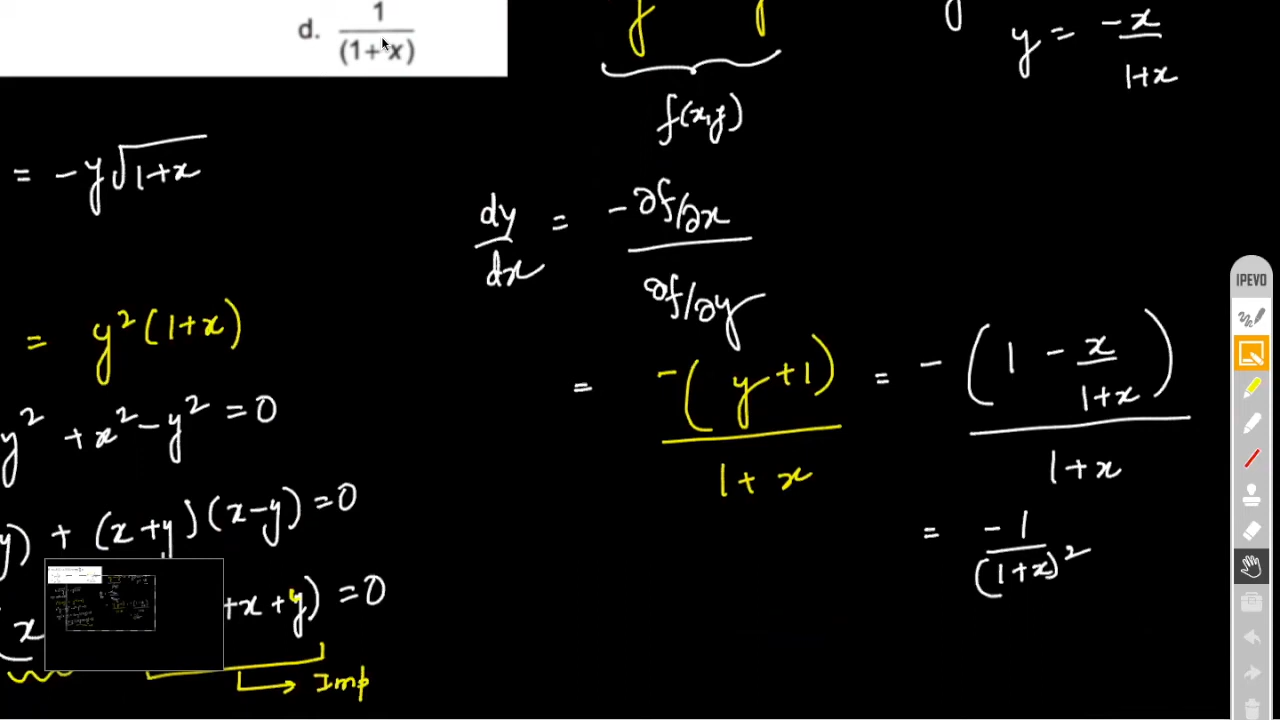 d. 1/(1+x)
y = -x/(1+x)
f(x,y)
= -y√(1+x)
dy/dx = -∂f/∂x / ∂f/∂y
= y²(1+x)
= -(y+1)/(1+x) = -(1 - x/(1+x))/(1+x)
y² + x² - y² = 0
y) + (x+y)(x-y) = 0
= -1/(1+x)²
x +x+y) = 0
Imp
IPEVO